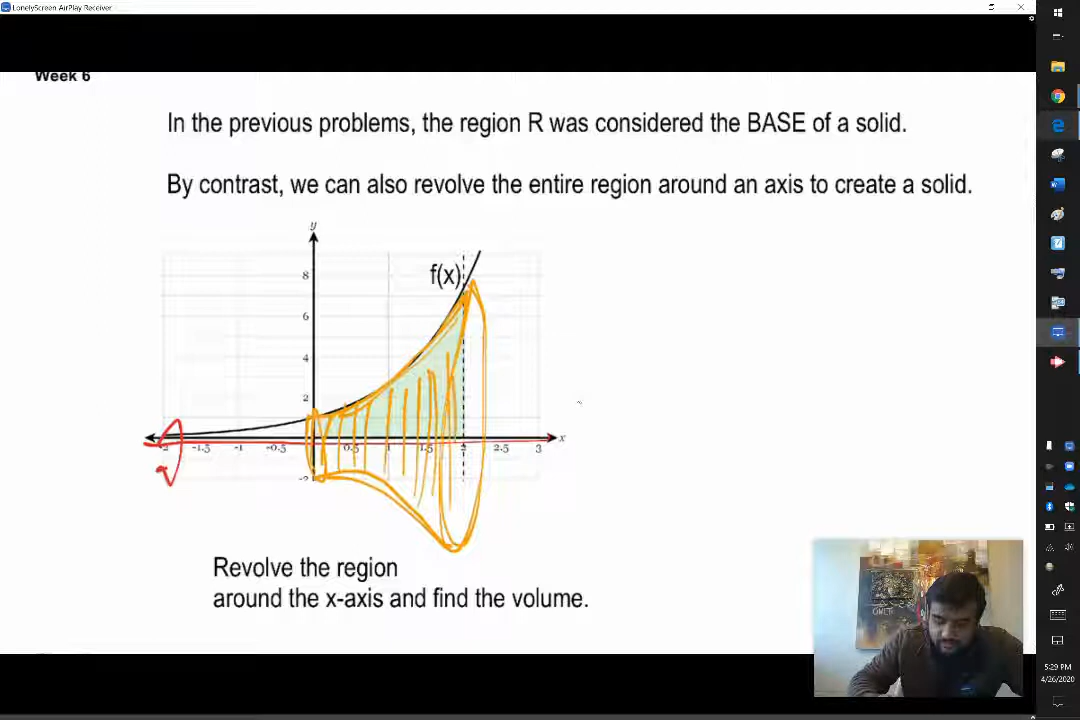 LonelyScreen AirPlay Receiver
Week 6
In the previous problems, the region R was considered the BASE of a solid.
By contrast, we can also revolve the entire region around an axis to create a solid.
y
8
f(x)
6
4
2
-1.5 -1 -0.5 0.5 1 1.5 2 2.5 3 x
-2
Revolve the region
around the x-axis and find the volume.
5:29 PM
4/26/2020